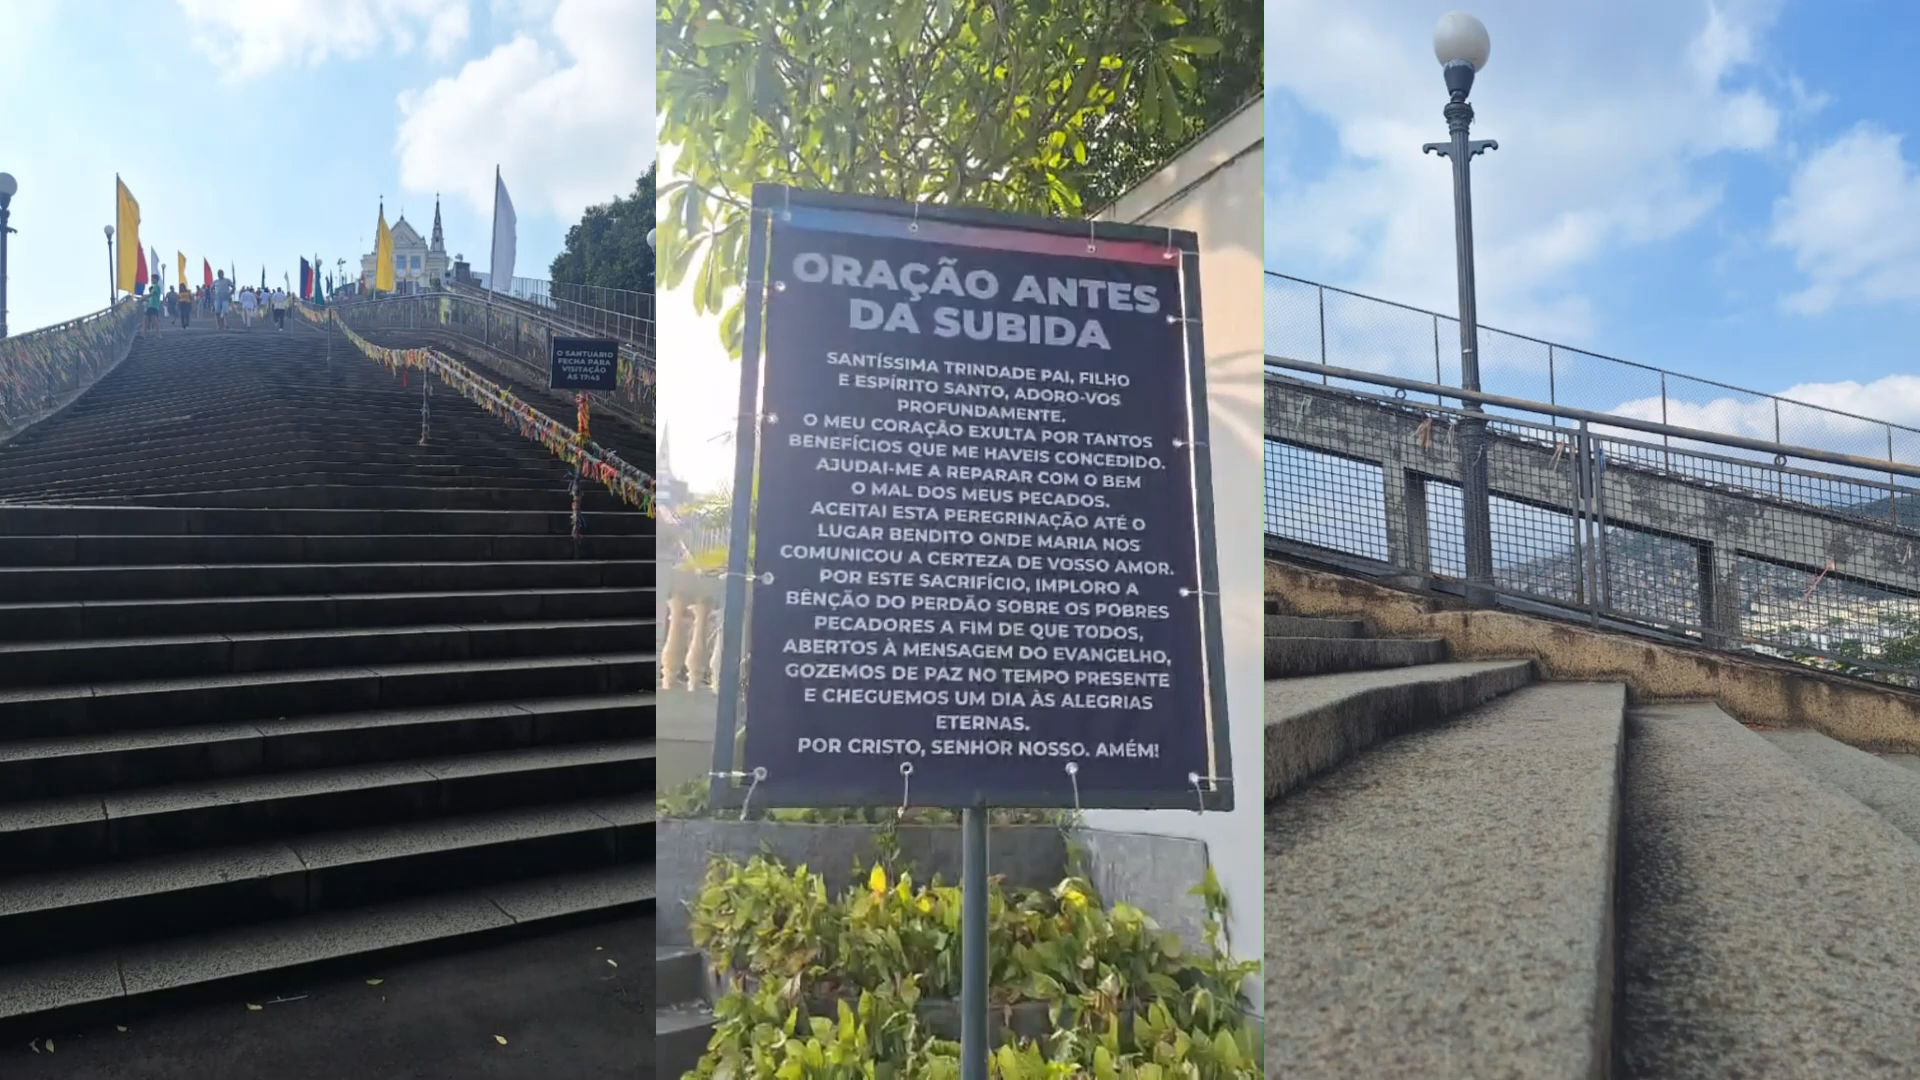 O SANTUÁRIO
FECHA PARA
VISITAÇÃO
ÀS 17:45
ORAÇÃO ANTES
DA SUBIDA
SANTÍSSIMA TRINDADE PAI, FILHO
E ESPÍRITO SANTO, ADORO-VOS
PROFUNDAMENTE.
O MEU CORAÇÃO EXULTA POR TANTOS
BENEFÍCIOS QUE ME HAVEIS CONCEDIDO.
AJUDAI-ME A REPARAR COM O BEM
O MAL DOS MEUS PECADOS.
ACEITAI ESTA PEREGRINAÇÃO ATÉ O
LUGAR BENDITO ONDE MARIA NOS
COMUNICOU A CERTEZA DE VOSSO AMOR.
POR ESTE SACRIFÍCIO, IMPLORO A
BÊNÇÃO DO PERDÃO SOBRE OS POBRES
PECADORES A FIM DE QUE TODOS,
ABERTOS À MENSAGEM DO EVANGELHO,
GOZEMOS DE PAZ NO TEMPO PRESENTE
E CHEGUEMOS UM DIA ÀS ALEGRIAS
ETERNAS.
POR CRISTO, SENHOR NOSSO. AMÉM!